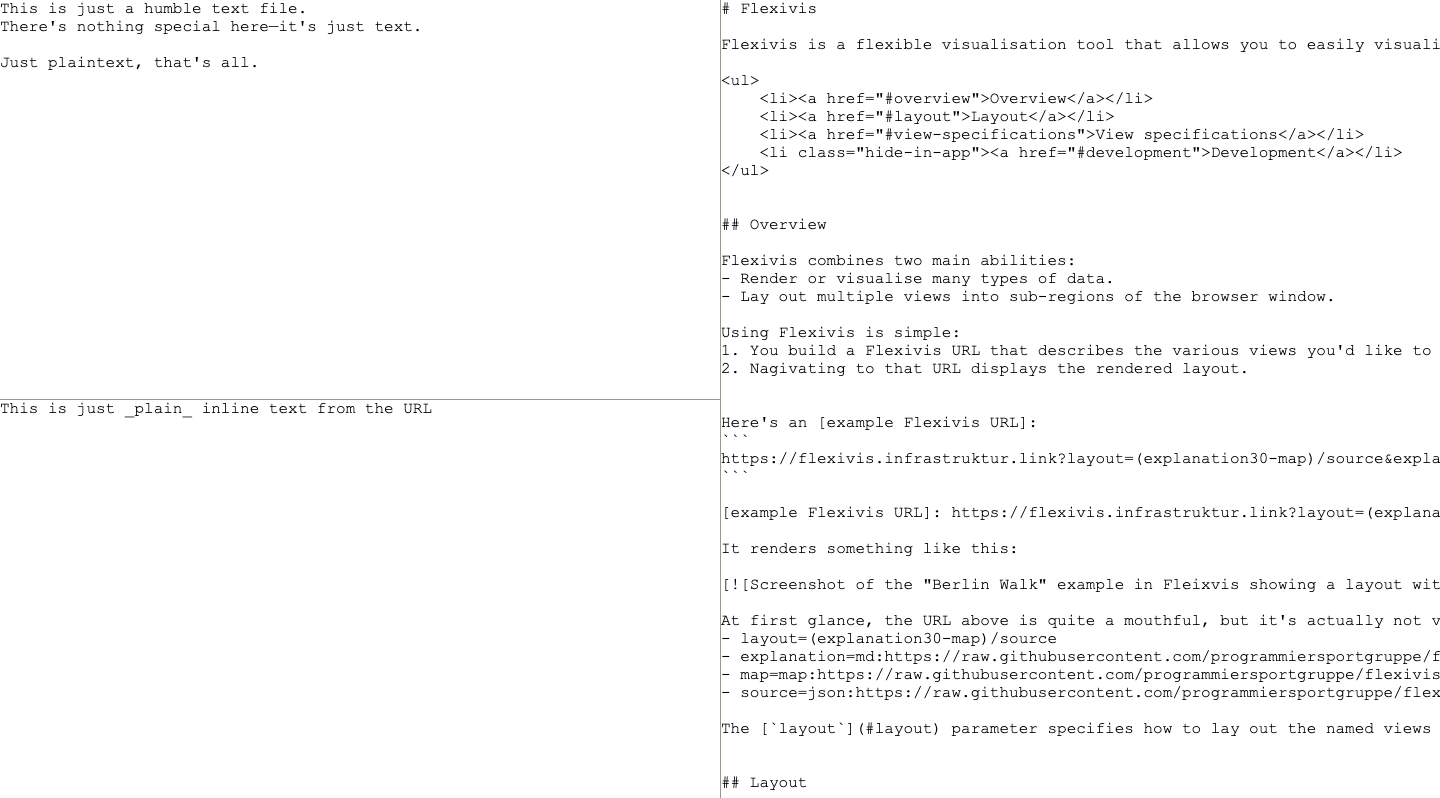 This is just a humble text file.
There's nothing special here—it's just text.

Just plaintext, that's all.

This is just _plain_ inline text from the URL

# Flexivis

Flexivis is a flexible visualisation tool that allows you to easily visuali

<ul>
    <li><a href="#overview">Overview</a></li>
    <li><a href="#layout">Layout</a></li>
    <li><a href="#view-specifications">View specifications</a></li>
    <li class="hide-in-app"><a href="#development">Development</a></li>
</ul>


## Overview

Flexivis combines two main abilities:
- Render or visualise many types of data.
- Lay out multiple views into sub-regions of the browser window.

Using Flexivis is simple:
1. You build a Flexivis URL that describes the various views you'd like to
2. Nagivating to that URL displays the rendered layout.


Here's an [example Flexivis URL]:
```
https://flexivis.infrastruktur.link?layout=(explanation30-map)/source&expla
```

[example Flexivis URL]: https://flexivis.infrastruktur.link?layout=(explana

It renders something like this:

[![Screenshot of the "Berlin Walk" example in Fleixvis showing a layout wit

At first glance, the URL above is quite a mouthful, but it's actually not v
- layout=(explanation30-map)/source
- explanation=md:https://raw.githubusercontent.com/programmiersportgruppe/f
- map=map:https://raw.githubusercontent.com/programmiersportgruppe/flexivis
- source=json:https://raw.githubusercontent.com/programmiersportgruppe/flex

The [`layout`](#layout) parameter specifies how to lay out the named views


## Layout